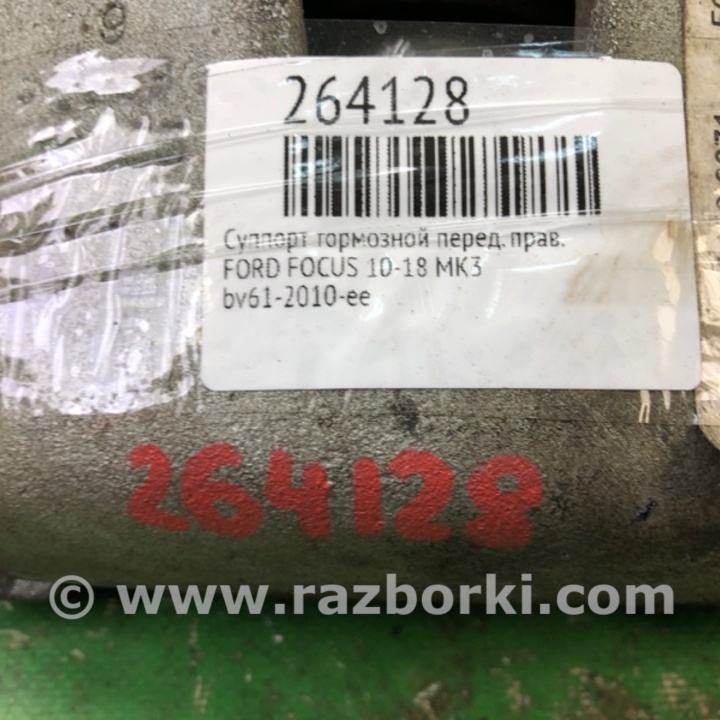 264128
Суппорт тормозной перед. прав.
FORD FOCUS 10-18 MK3
bv61-2010-ee
264128
© www.razborki.com